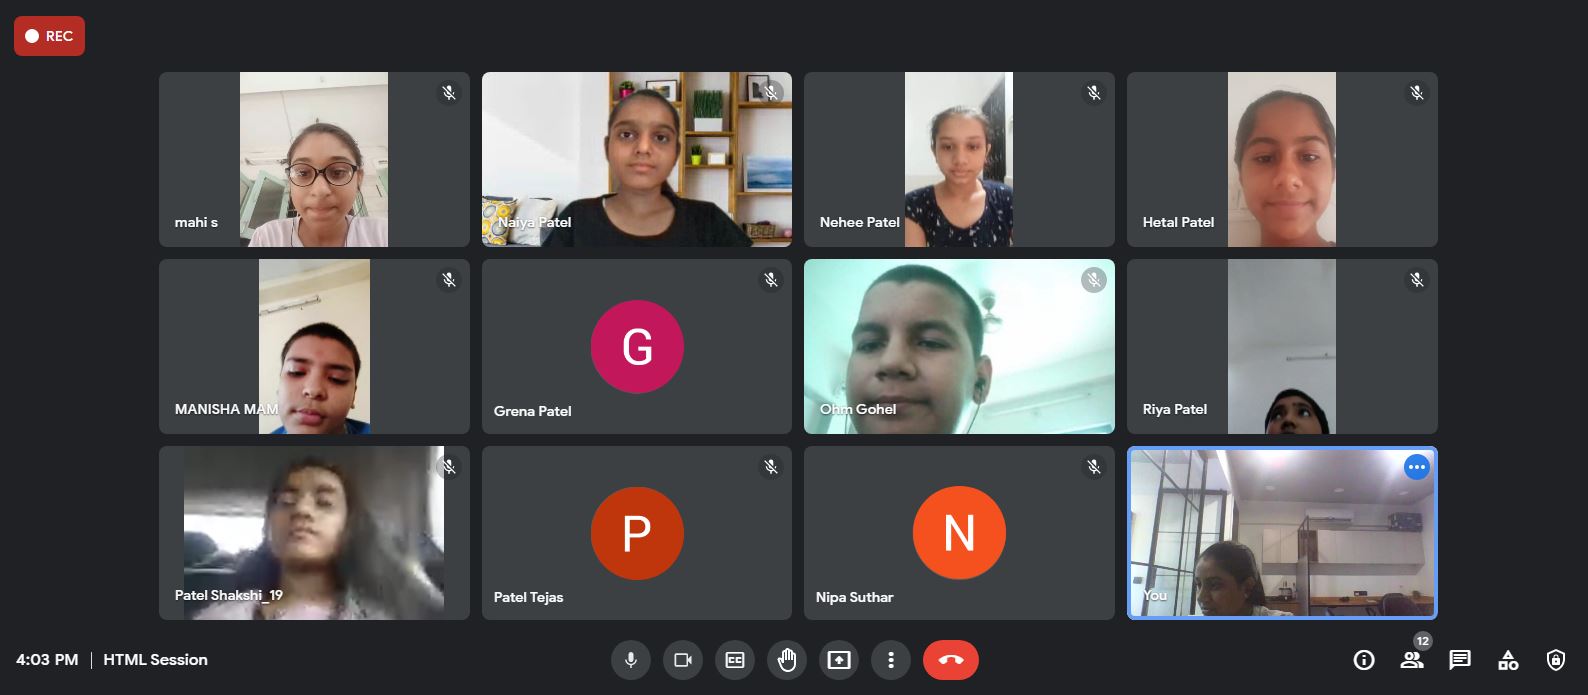 REC
mahi s
Naiya Patel
Nehee Patel
Hetal Patel
MANISHA MAM
G
Grena Patel
Ohm Gohel
Riya Patel
Patel Shakshi_19
P
Patel Tejas
N
Nipa Suthar
You
4:03 PM | HTML Session
CC
12